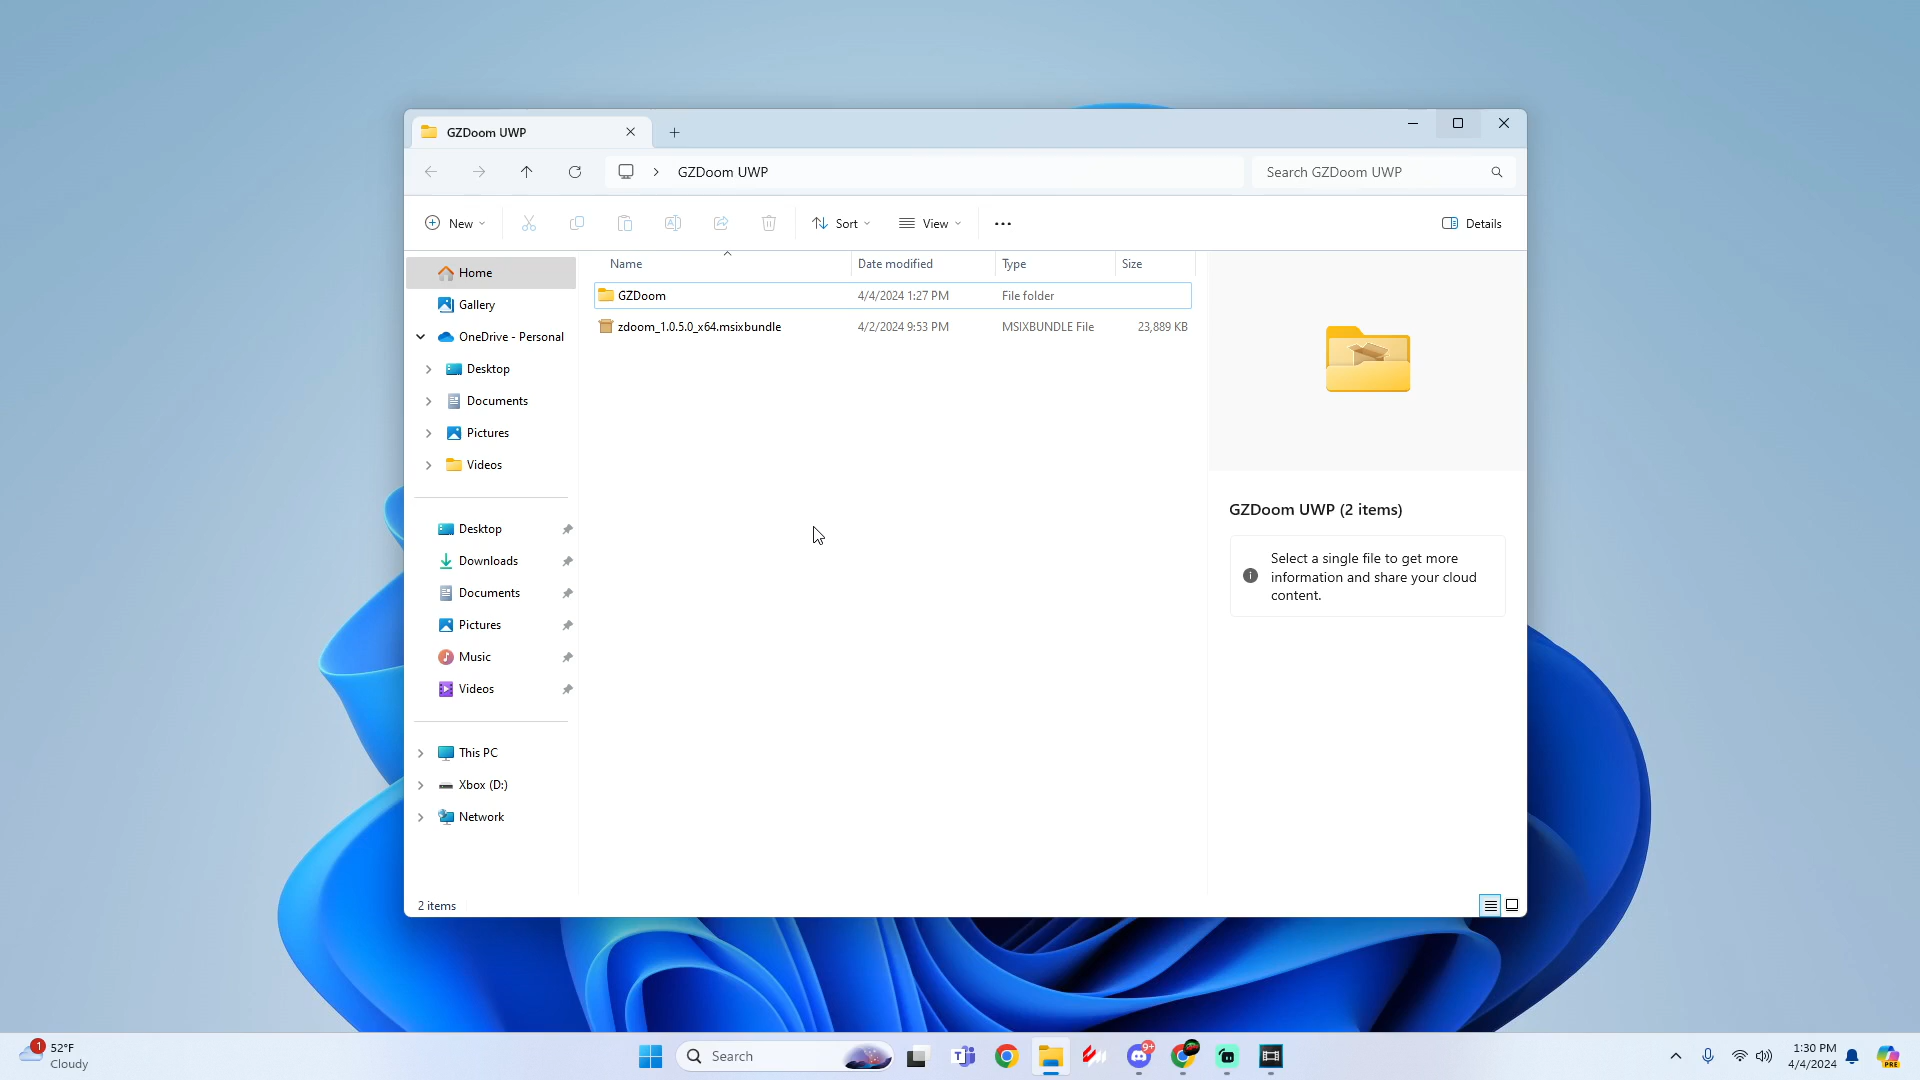 GZDoom UWP
GZDoom UWP
Search GZDoom UWP
New
Sort
View
Details
Name
Date modified
Type
Size
Home
GZDoom
4/4/2024 1:27 PM
File folder
Gallery
zdoom_1.0.5.0_x64.msixbundle
4/2/2024 9:53 PM
MSIXBUNDLE File
23,889 KB
OneDrive - Personal
Desktop
Documents
Pictures
Videos
Desktop
Downloads
Documents
Pictures
Music
Videos
This PC
Xbox (D:)
Network
GZDoom UWP (2 items)
Select a single file to get more
information and share your cloud
content.
2 items
1
52°F
Cloudy
Search
9+
1:30 PM
4/4/2024
PRE